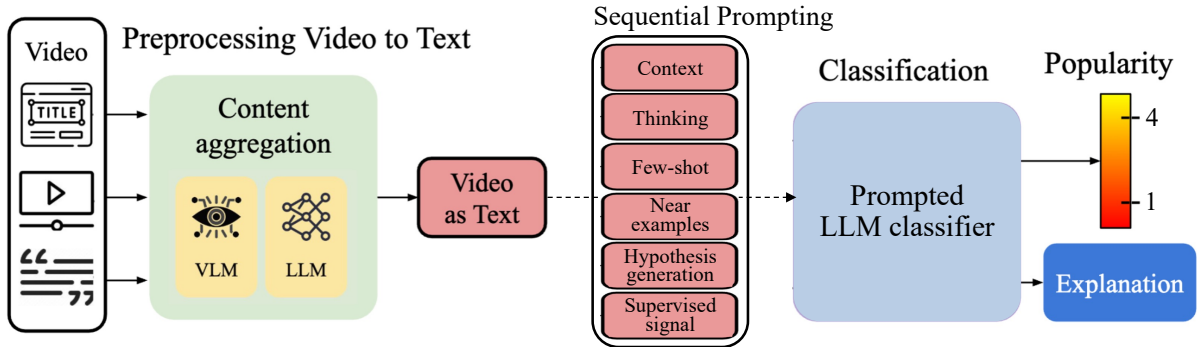 Video
TITLE
Preprocessing Video to Text
Content
aggregation
VLM
LLM
Video
as Text
Sequential Prompting
Context
Thinking
Few-shot
Near
examples
Hypothesis
generation
Supervised
signal
Classification
Prompted
LLM classifier
Popularity
4
1
Explanation